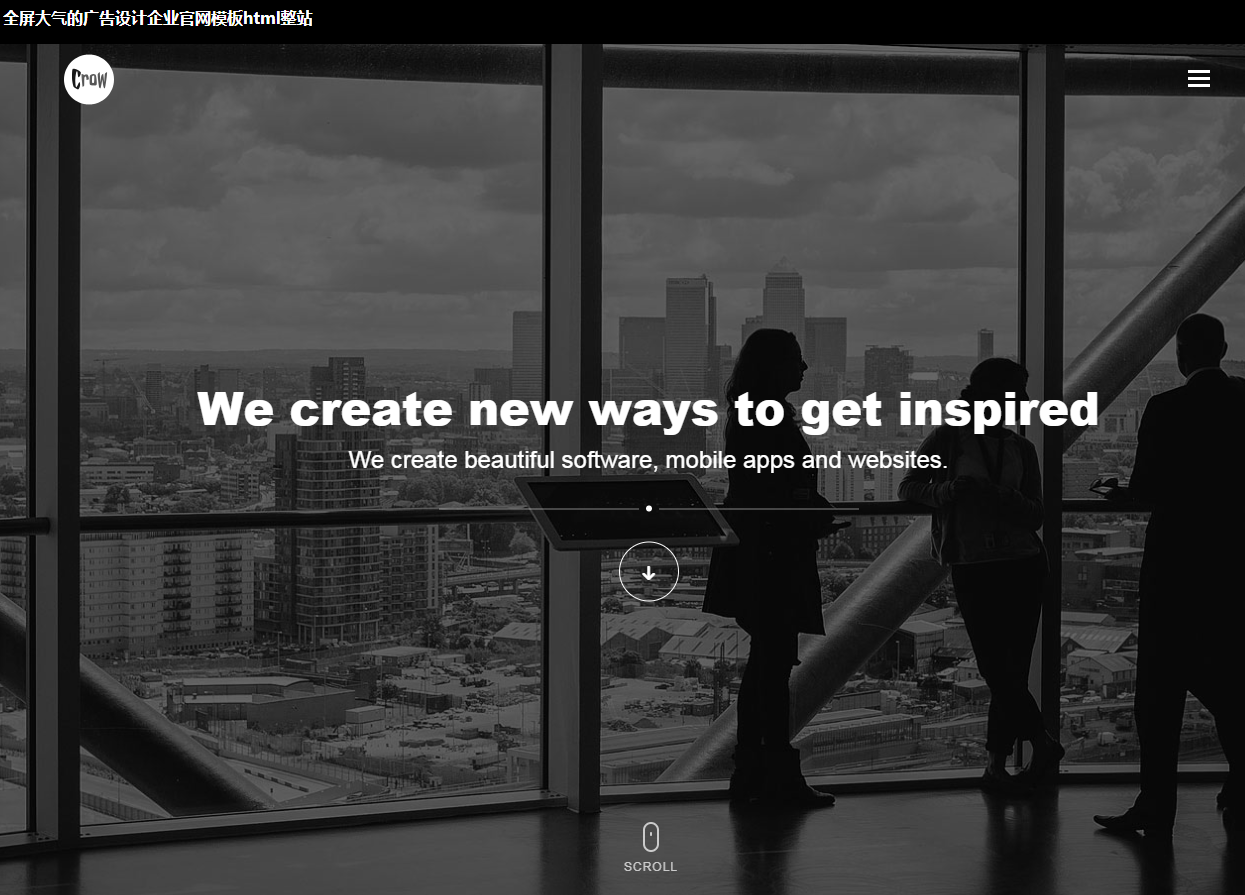 全屏大气的广告设计企业官网模板html整站
Crow
We create new ways to get inspired
We create beautiful software, mobile apps and websites.
SCROLL